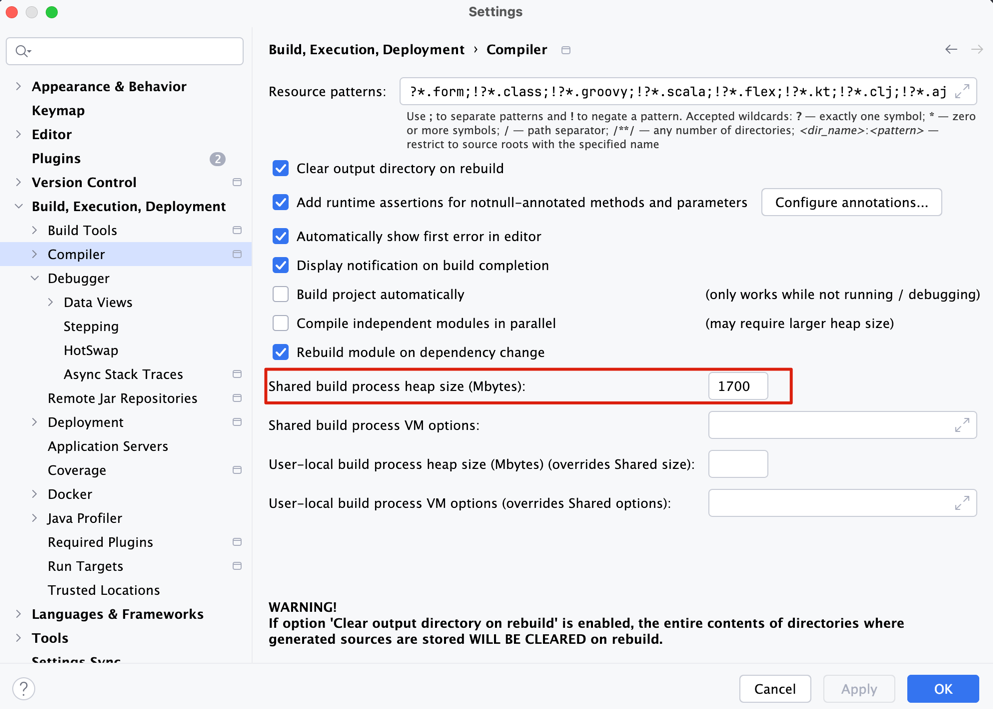 Settings
Appearance & Behavior
Keymap
Editor
Plugins
2
Version Control
Build, Execution, Deployment
Build Tools
Compiler
Debugger
Data Views
Stepping
HotSwap
Async Stack Traces
Remote Jar Repositories
Deployment
Application Servers
Coverage
Docker
Java Profiler
Required Plugins
Run Targets
Trusted Locations
Languages & Frameworks
Tools
Settings Sync
Build, Execution, Deployment › Compiler
Resource patterns: ?*.form;!?*.class;!?*.groovy;!?*.scala;!?*.flex;!?*.kt;!?*.clj;!?*.aj
Use ; to separate patterns and ! to negate a pattern. Accepted wildcards: ? — exactly one symbol; * — zero
or more symbols; / — path separator; /**/ — any number of directories; <dir_name>:<pattern> —
restrict to source roots with the specified name
Clear output directory on rebuild
Add runtime assertions for notnull-annotated methods and parameters Configure annotations...
Automatically show first error in editor
Display notification on build completion
Build project automatically (only works while not running / debugging)
Compile independent modules in parallel (may require larger heap size)
Rebuild module on dependency change
Shared build process heap size (Mbytes): 1700
Shared build process VM options:
User-local build process heap size (Mbytes) (overrides Shared size):
User-local build process VM options (overrides Shared options):
WARNING!
If option 'Clear output directory on rebuild' is enabled, the entire contents of directories where
generated sources are stored WILL BE CLEARED on rebuild.
? Cancel Apply OK